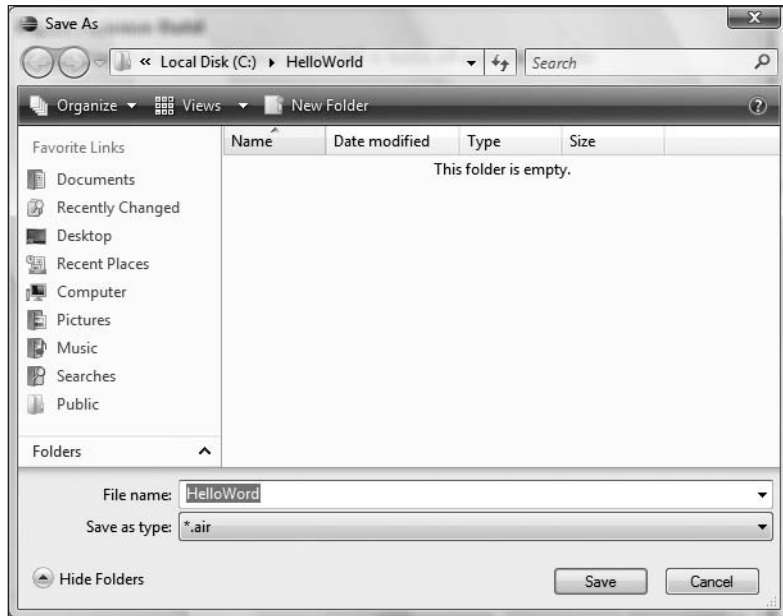 Save As
« Local Disk (C:) HelloWorld
Search
Organize Views New Folder
Favorite Links
Documents
Recently Changed
Desktop
Recent Places
Computer
Pictures
Music
Searches
Public
Folders
Name Date modified Type Size
This folder is empty.
File name: HelloWord
Save as type: *.air
Hide Folders
Save Cancel